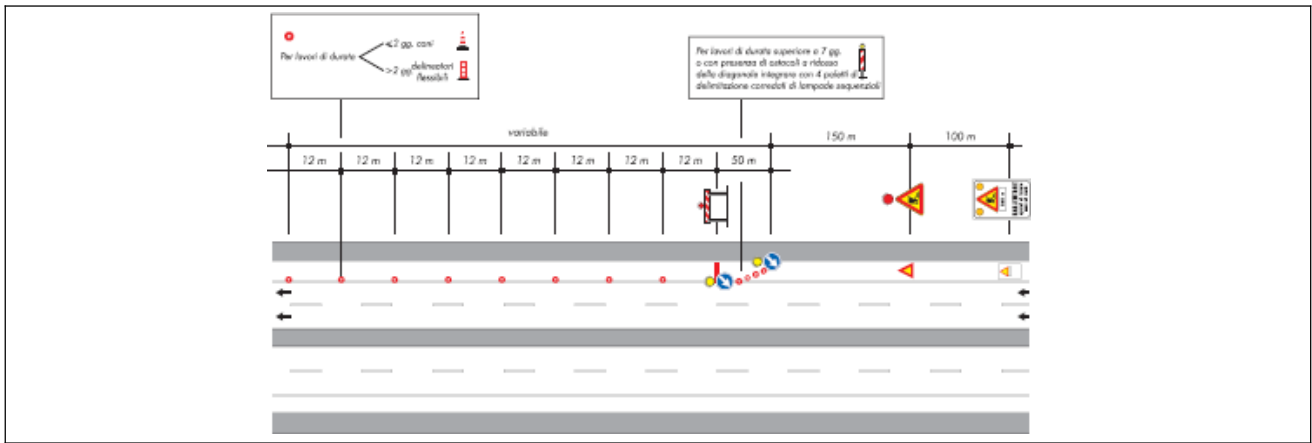 Per lavori di durata
⩽2 gg. coni
>2 gg. delineatori
flessibili
Per lavori di durata superiore a 7 gg.
o con presenza di ostacoli a ridosso
della diagonale integrare con 4 paletti di
delimitazione corredati di lampade sequenziali
variabile
150 m
100 m
12 m
12 m
12 m
12 m
12 m
12 m
12 m
12 m
50 m